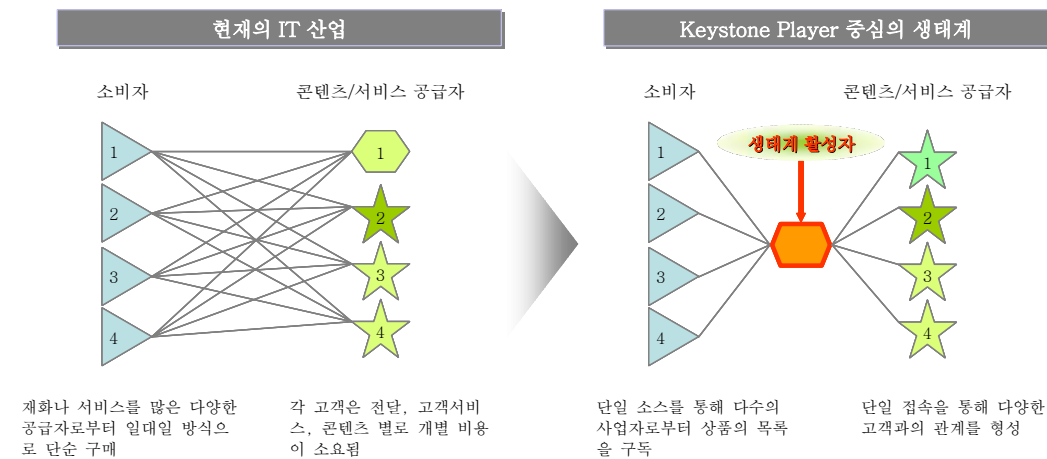 현재의 IT 산업
소비자
콘텐츠/서비스 공급자
1
2
3
4
1
2
3
4
재화나 서비스를 많은 다양한
공급자로부터 일대일 방식으
로 단순 구매
각 고객은 전달, 고객서비
스, 콘텐츠 별로 개별 비용
이 소요됨
Keystone Player 중심의 생태계
소비자
콘텐츠/서비스 공급자
생태계 활성자
1
2
3
4
1
2
3
4
단일 소스를 통해 다수의
사업자로부터 상품의 목록
을 구독
단일 접속을 통해 다양한
고객과의 관계를 형성